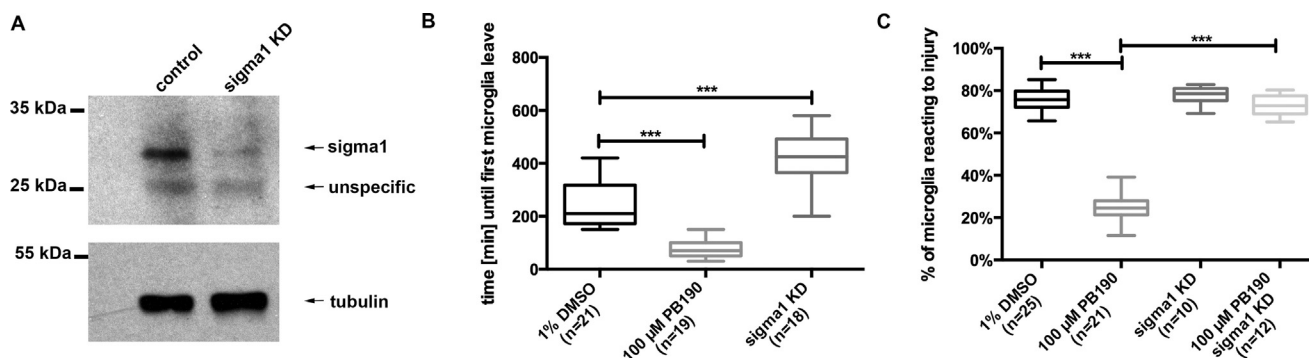 A
control
sigma1 KD
35 kDa
sigma1
25 kDa
unspecific
55 kDa
tubulin
B
time [min] until first microglia leave
800
600
400
200
0
***
***
1% DMSO
(n=21)
100 µM PB190
(n=19)
sigma1 KD
(n=18)
C
% of microglia reacting to injury
100%
80%
60%
40%
20%
0%
***
***
1% DMSO
(n=25)
100 µM PB190
(n=21)
sigma1 KD
(n=10)
100 µM PB190
sigma1 KD
(n=12)